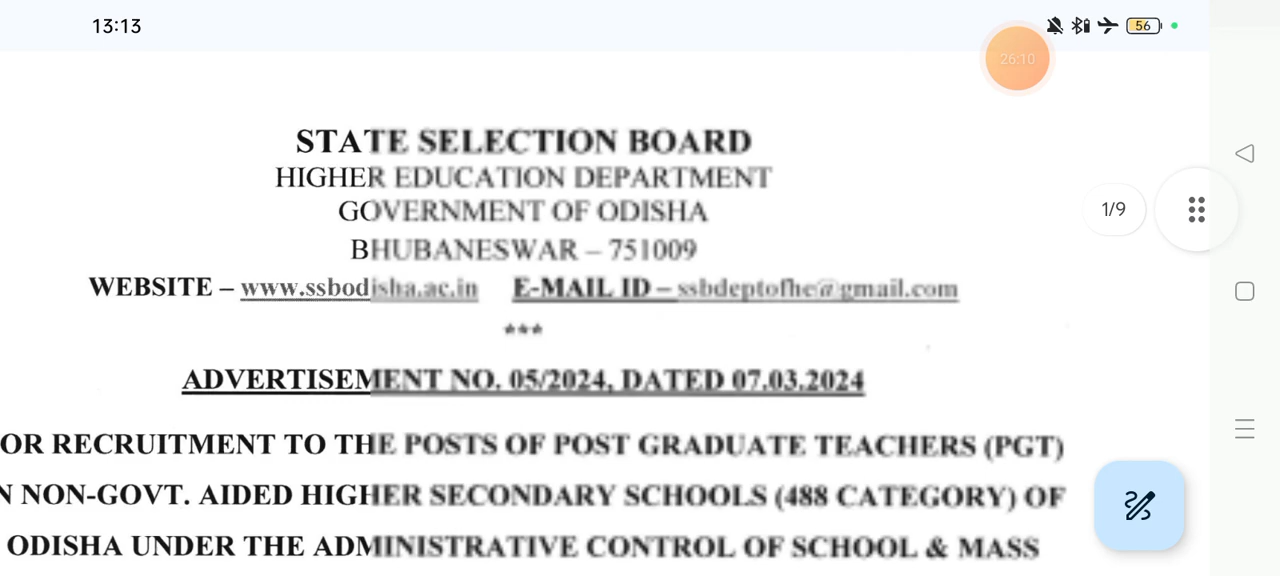 13:13
56
26:10
STATE SELECTION BOARD
HIGHER EDUCATION DEPARTMENT
GOVERNMENT OF ODISHA
BHUBANESWAR – 751009
WEBSITE – www.ssbodisha.ac.in E-MAIL ID – ssbdeptofhe@gmail.com
***
1/9
ADVERTISEMENT NO. 05/2024, DATED 07.03.2024
OR RECRUITMENT TO THE POSTS OF POST GRADUATE TEACHERS (PGT)
N NON-GOVT. AIDED HIGHER SECONDARY SCHOOLS (488 CATEGORY) OF
ODISHA UNDER THE ADMINISTRATIVE CONTROL OF SCHOOL & MASS